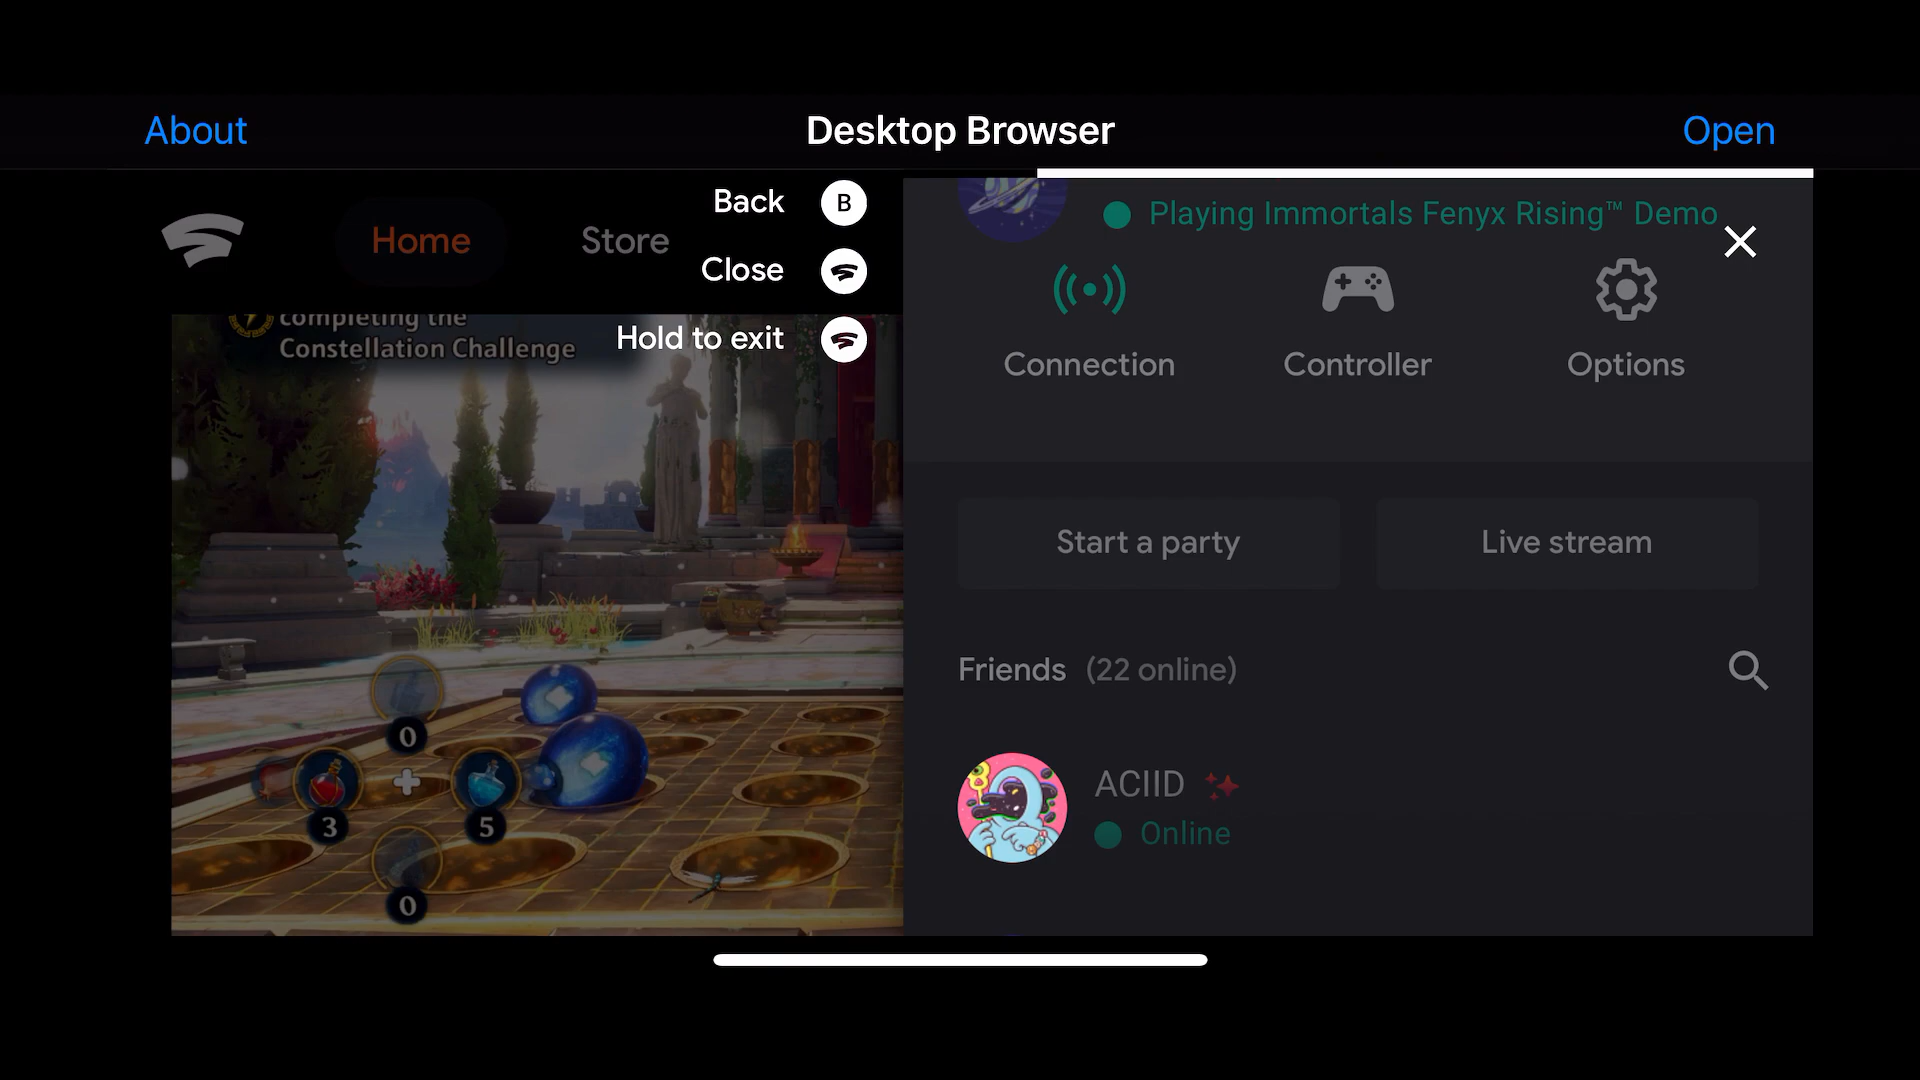 About
Desktop Browser
Open
Home
Store
Back B
Close
Hold to exit
completing the
Constellation Challenge
0
3
5
0
Playing Immortals Fenyx Rising™ Demo
Connection
Controller
Options
Start a party
Live stream
Friends (22 online)
ACIID
Online